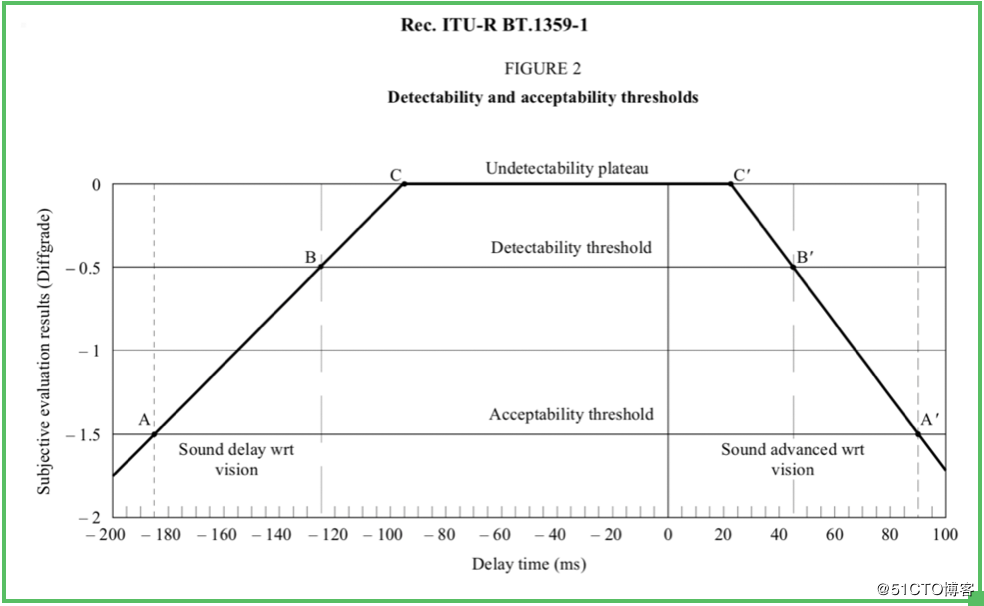 Rec. ITU-R BT.1359-1
FIGURE 2
Detectability and acceptability thresholds
C
Undetectability plateau
C′
0
B
Detectability threshold
B′
– 0.5
– 1
A
Acceptability threshold
A′
– 1.5
Sound delay wrt
vision
Sound advanced wrt
vision
– 2
– 200 – 180 – 160 – 140 – 120 – 100 – 80 – 60 – 40 – 20 0 20 40 60 80 100
Delay time (ms)
Subjective evaluation results (Diffgrade)
@51CTO博客